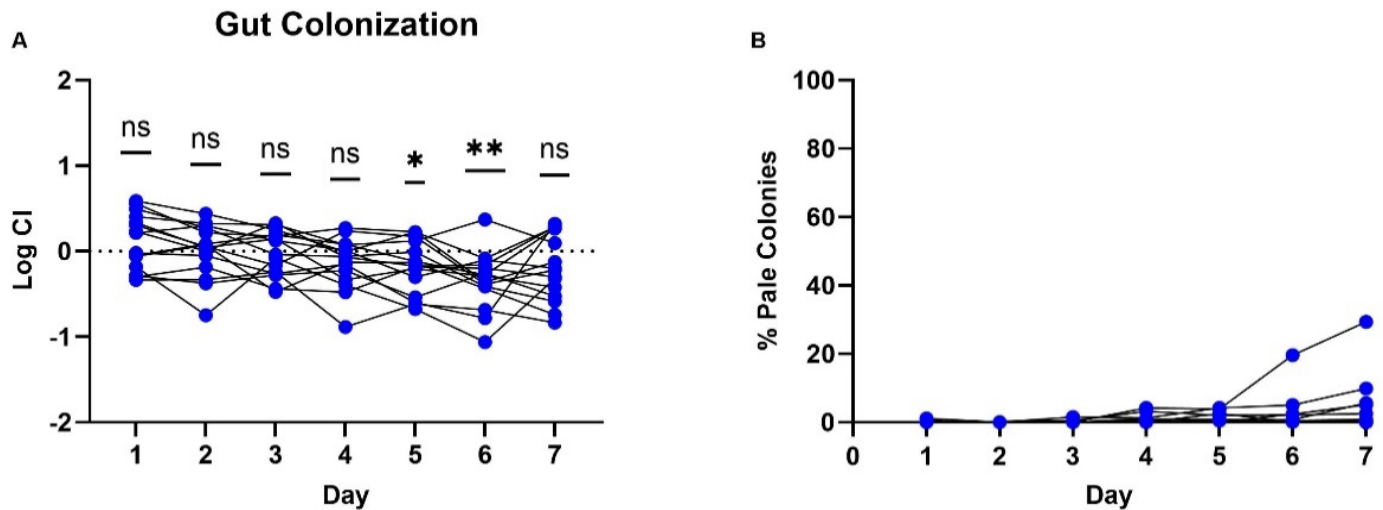 Gut Colonization
A
Log CI
2
1
0
-1
-2
ns
ns
ns
ns
*
**
ns
1 2 3 4 5 6 7
Day
B
% Pale Colonies
100
80
60
40
20
0
0 1 2 3 4 5 6 7
Day